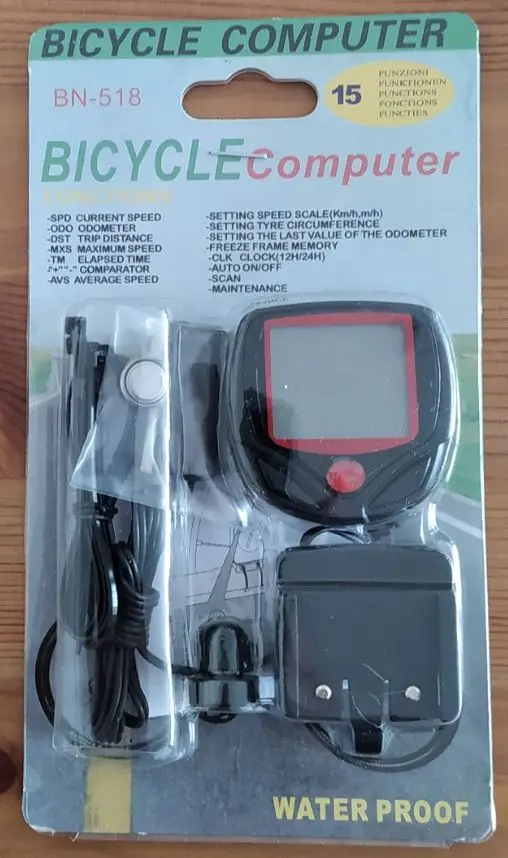 BICYCLE COMPUTER
BN-518
15
FUNZIONI
FUNKTIONEN
FUNCTIONS
FONCTIONS
FUNCTIES
BICYCLE Computer
FUNCTIONS
-SPD CURRENT SPEED
-ODO ODOMETER
-DST TRIP DISTANCE
-MXS MAXIMUM SPEED
-TM ELAPSED TIME
-"+""-" COMPARATOR
-AVS AVERAGE SPEED
-SETTING SPEED SCALE(Km/h,m/h)
-SETTING TYRE CIRCUMFERENCE
-SETTING THE LAST VALUE OF THE ODOMETER
-FREEZE FRAME MEMORY
-CLK CLOCK(12H/24H)
-AUTO ON/OFF
-SCAN
-MAINTENANCE
WATER PROOF